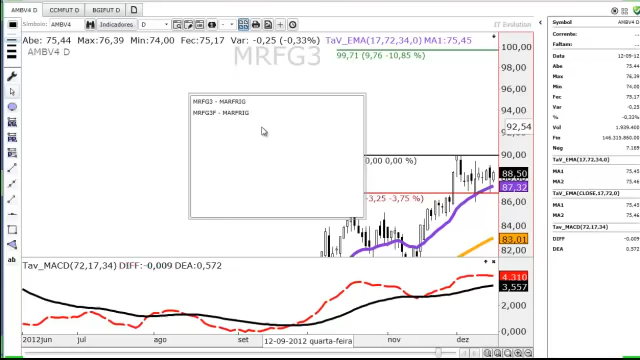 AMBV4 D
CCMFUT D
BGIFUT D
Símbolo:
AMBV4
Indicadores
D
IT Evolution
Abe: 75,44 Max:76,39 Min:74,00 Fec:75,17 Var: -0,25 (-0,33%) TaV_EMA(17,72,34,0) MA1:75,45
AMBV4 D
MRFG3
99,71 (9,76 -10,85 %)
100,00
98,00
96,00
94,00
92,54
90,00
88,50
87,32
86,00
84,00
83,01
82,00
MRFG3 - MARFRIG
MRFG3F - MARFRIG
0,00 0,00 %)
-3,25 -3,75 %)
Tav_MACD(72,17,34) DIFF:-0,009 DEA:0,572
4,310
3,557
2,000
0,000
2012jun
jul
ago
set
12-09-2012 quarta-feira
nov
dez
ab
Symbol AMBV4 D
Correto: ...
Faltam: ...
Data 12-09-12
Abe 75.44
Max 76.39
Min 74.00
Fec 75.17
Var -0.25
% -0.33%
Vol 1.939.400
Fin 146.315.860.00
Neg 7.169
TaV_EMA(17,72,34,0)
MA1 75.45
MA2 75.45
TaV_EMA(CLOSE,17,72,0)
MA1 75.45
MA2 75.45
Tav_MACD(72,17,34)
DIFF -0.009
DEA 0.572